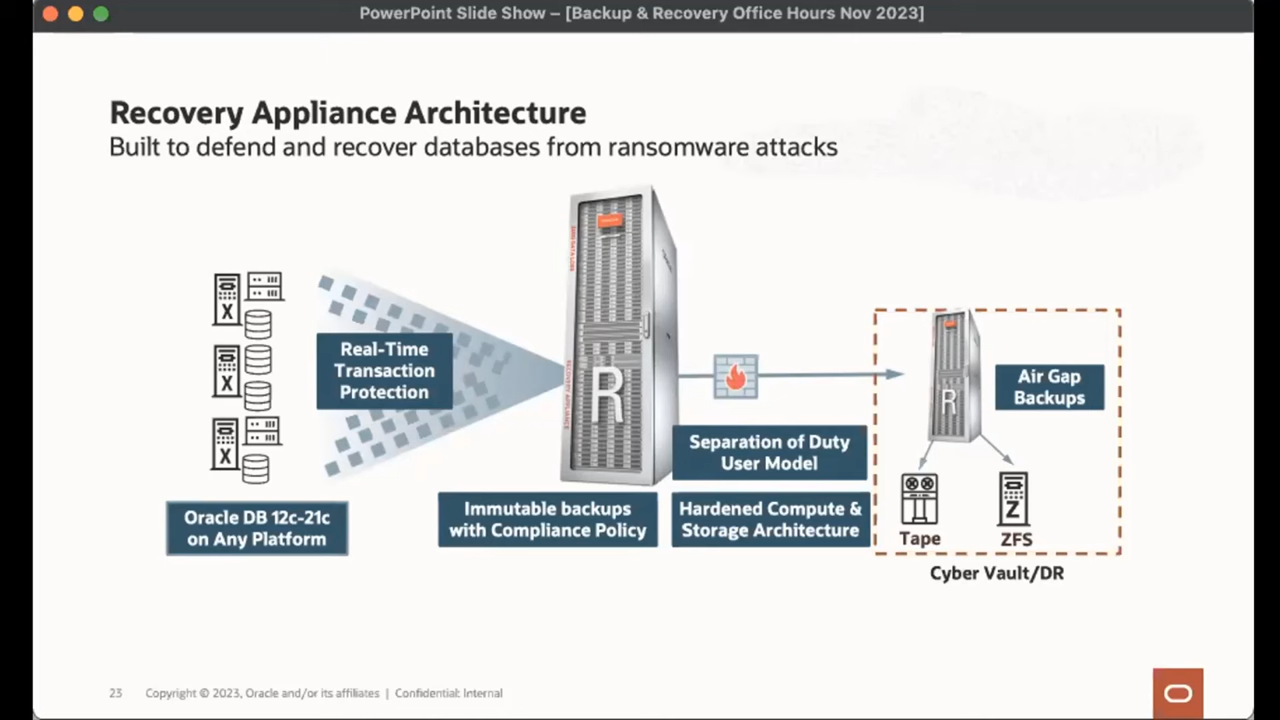 PowerPoint Slide Show – [Backup & Recovery Office Hours Nov 2023]
Recovery Appliance Architecture
Built to defend and recover databases from ransomware attacks
X
X
X
Real-Time
Transaction
Protection
Oracle DB 12c-21c
on Any Platform
R
RECOVERY APPLIANCE
Immutable backups
with Compliance Policy
Separation of Duty
User Model
Hardened Compute &
Storage Architecture
R
Air Gap
Backups
Z
Tape
ZFS
Cyber Vault/DR
23
Copyright © 2023, Oracle and/or its affiliates | Confidential: Internal